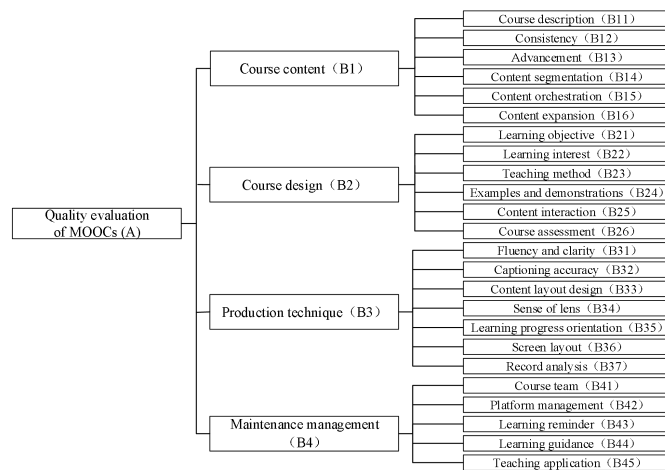 Quality evaluation
of MOOCs (A)
Course content（B1）
Course description（B11）
Consistency（B12）
Advancement（B13）
Content segmentation（B14）
Content orchestration（B15）
Content expansion（B16）
Course design（B2）
Learning objective（B21）
Learning interest（B22）
Teaching method（B23）
Examples and demonstrations（B24）
Content interaction（B25）
Course assessment（B26）
Production technique（B3）
Fluency and clarity（B31）
Captioning accuracy（B32）
Content layout design（B33）
Sense of lens（B34）
Learning progress orientation（B35）
Screen layout（B36）
Record analysis（B37）
Maintenance management
（B4）
Course team（B41）
Platform management（B42）
Learning reminder（B43）
Learning guidance（B44）
Teaching application（B45）